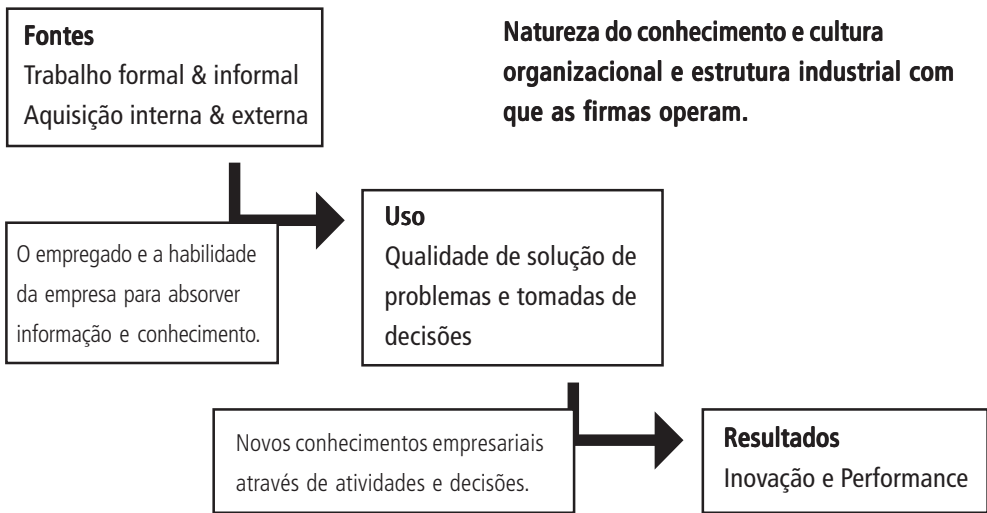 Fontes
Trabalho formal & informal
Aquisição interna & externa
Natureza do conhecimento e cultura
organizacional e estrutura industrial com
que as firmas operam.
O empregado e a habilidade
da empresa para absorver
informação e conhecimento.
Uso
Qualidade de solução de
problemas e tomadas de
decisões
Novos conhecimentos empresariais
através de atividades e decisões.
Resultados
Inovação e Performance